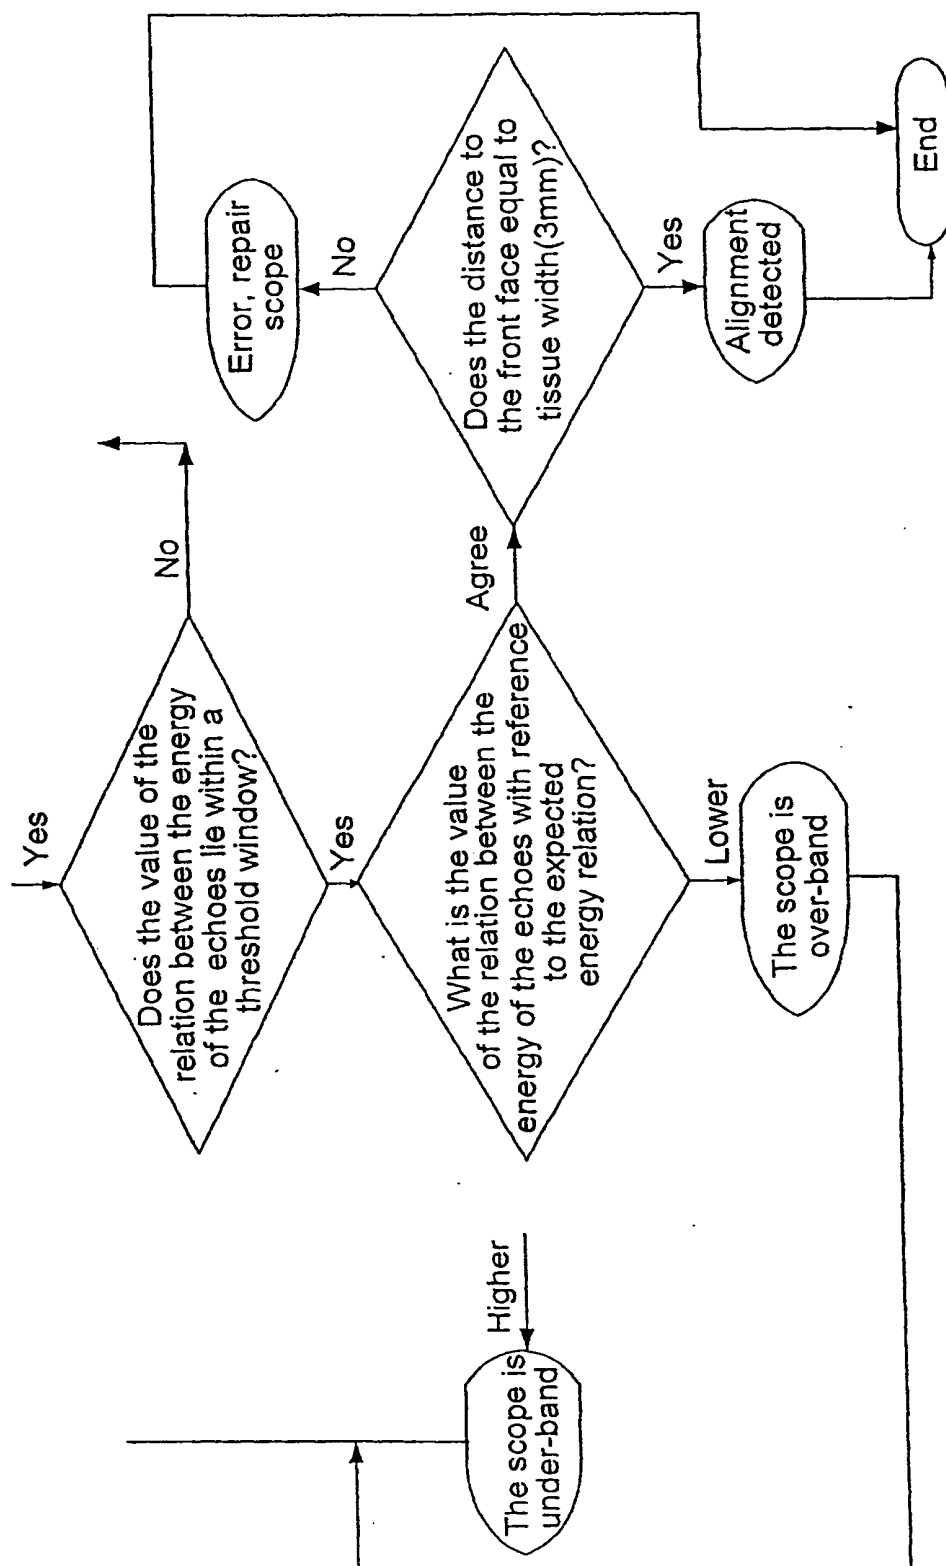 Yes
Does the value of the
relation between the energy
of the echoes lie within a
threshold window?
No
Yes
What is the value
of the relation between the
energy of the echoes with reference
to the expected
energy relation?
Higher
The scope is
under-band
Agree
Lower
The scope is
over-band
Does the distance to
the front face equal to
tissue width(3mm)?
No
Error, repair
scope
Yes
Alignment
detected
End